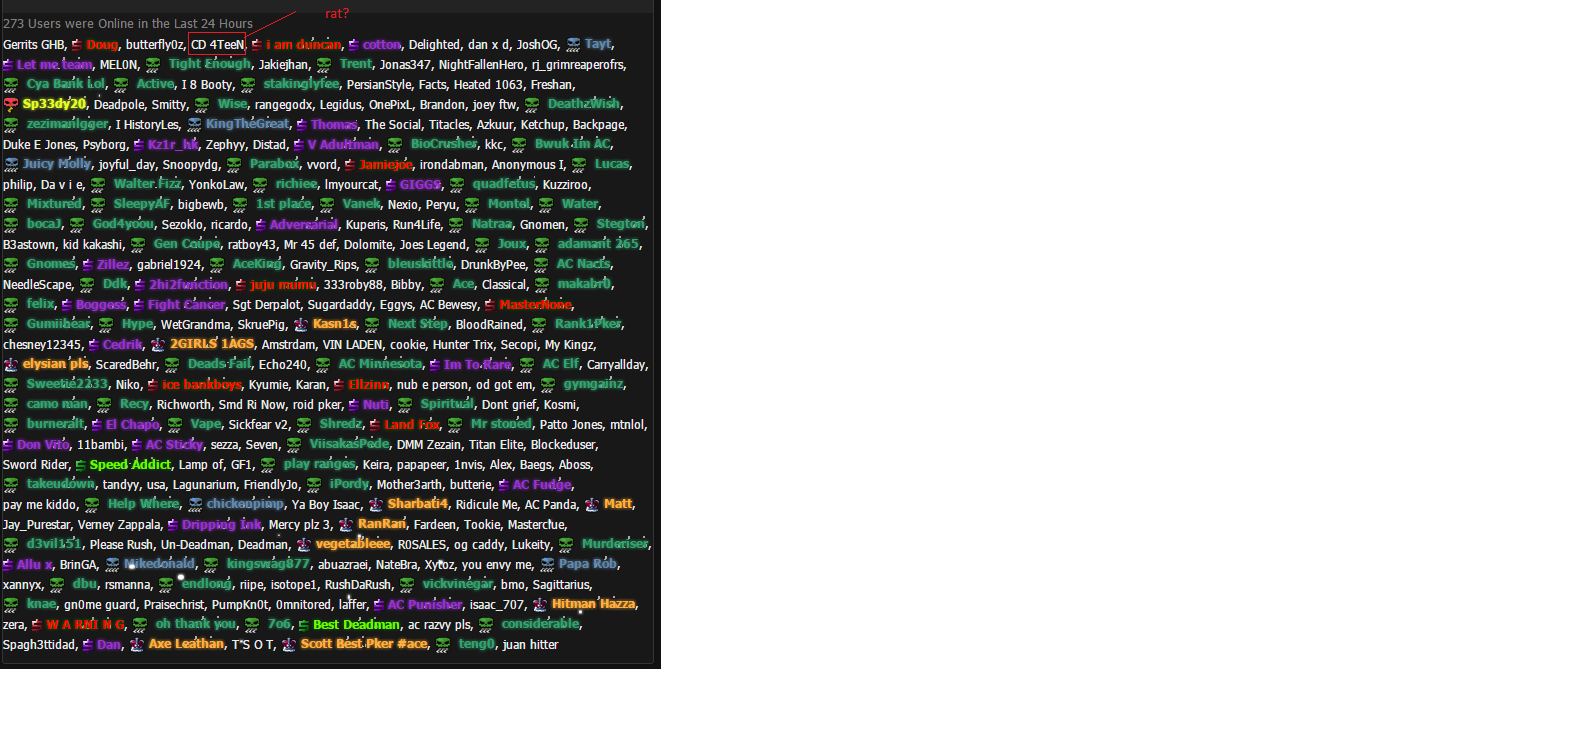 rat?
273 Users were Online in the Last 24 Hours
Gerrits GHB, Doug, butterfly0z, CD 4TeeN, i am duncan, cotton, Delighted, dan x d, JoshOG, Tayt,
Let me team, MEL0N, Tight Enough, Jakiejhan, Trent, Jonas347, NightFallenHero, rj_grimreaperofrs,
Cya Bank Lol, Active, I 8 Booty, stakinglyfee, PersianStyle, Facts, Heated 1063, Freshan,
Sp33dy20, Deadpole, Smitty, Wise, rangegodx, Legidus, OnePixL, Brandon, joey ftw, DeathzWish,
zezimanlgger, I HistoryLes, KingTheGreat, Thomas, The Social, Titacles, Azkuur, Ketchup, Backpage,
Duke E Jones, Psyborg, Kz1r_hk, Zephyy, Distad, V Adultman, BioCrusher, kkc, Bwuk Im AC,
Juicy Molly, joyful_day, Snoopydg, Parabox, vvord, Jamiejoe, irondabman, Anonymous I, Lucas,
philip, Da v i e, Walter.Fizz, YonkoLaw, richiee, lmyourcat, GIGGS, quadfetus, Kuzziroo,
Mixtured, SleepyAF, bigbewb, 1st place, Vanek, Nexio, Peryu, Montel, Water,
bocaJ, God4yoou, Sezoklo, ricardo, Adversarial, Kuperis, Run4Life, Natraa, Gnomen, Stegton,
B3astown, kid kakashi, Gen Coupe, ratboy43, Mr 45 def, Dolomite, Joes Legend, Joux, adamant 265,
Gnomes, Zillez, gabriel1924, AceKing, Gravity_Rips, bleuskittle, DrunkByPee, AC Nacts,
NeedleScape, Ddk, 2hi2function, juju mumu, 333roby88, Bibby, Ace, Classical, makabr0,
felix, Boggoss, Fight Cancer, Sgt Derpalot, Sugardaddy, Eggys, AC Bewesy, MasterNone,
Gumiibear, Hype, WetGrandma, SkruePig, Kasn1s, Next Step, BloodRained, Rank1Pker,
chesney12345, Cedrik, 2GIRLS 1AGS, Amstrdam, VIN LADEN, cookie, Hunter Trix, Secopi, My Kingz,
elysian pls, ScaredBehr, Deads Fail, Echo240, AC Minnesota, Im To Rare, AC Elf, Carryallday,
Sweetie2233, Niko, ice bankboys, Kyumie, Karan, Ellzinn, nub e person, od got em, gymgainz,
camo man, Recy, Richworth, Smd Ri Now, roid pker, Nuti, Spiritual, Dont grief, Kosmi,
burneralt, El Chapo, Vape, Sickfear v2, Shredz, Land Fox, Mr stoned, Patto Jones, mtnlol,
Don Vito, 11bambi, AC Sticky, sezza, Seven, ViisakasPede, DMM Zezain, Titan Elite, Blockeduser,
Sword Rider, Speed Addict, Lamp of, GF1, play ranges, Keira, papapeer, 1nvis, Alex, Baegs, Aboss,
takeudown, tandyy, usa, Lagunarium, FriendlyJo, iPordy, Mother3arth, butterie, AC Fudge,
pay me kiddo, Help Where, chickenpimp, Ya Boy Isaac, Sharbati4, Ridicule Me, AC Panda, Matt,
Jay_Purestar, Verney Zappala, Dripping Ink, Mercy plz 3, RanRan, Fardeen, Tookie, Masterclue,
d3vil151, Please Rush, Un-Deadman, Deadman, vegetableee, R0SALES, og caddy, Lukeity, Murderiser,
Allu x, BrinGA, Mikedonald, kingswag877, abuazraei, NateBra, Xytoz, you envy me, Papa Rob,
xannyx, dbu, rsmanna, endlong, riipe, isotope1, RushDaRush, vickvinegar, bmo, Sagittarius,
knae, gn0me guard, Praisechrist, PumpKn0t, 0mnitored, laffer, AC Punisher, isaac_707, Hitman Hazza,
zera, W A RNI N G, oh thank you, 7o6, Best Deadman, ac razvy pls, considerable,
Spagh3ttidad, Dan, Axe Leathan, T'S O T, Scott Best Pker #ace, teng0, juan hitter